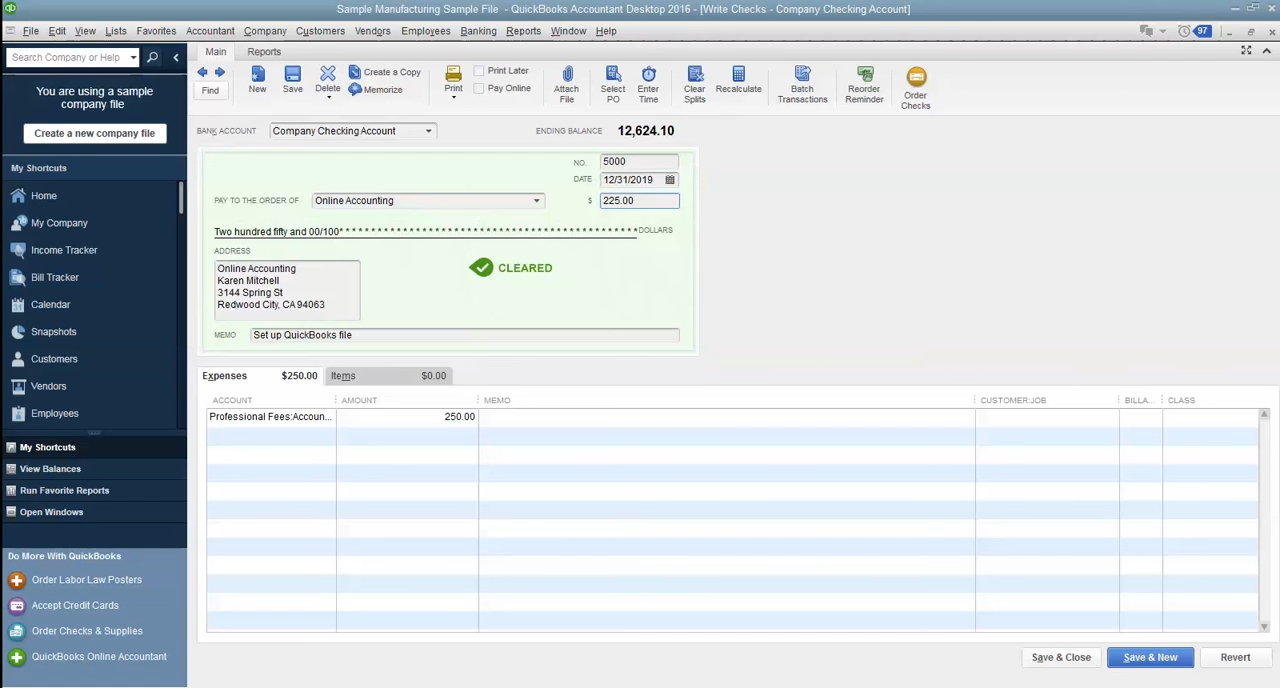 Sample Manufacturing Sample File - QuickBooks Accountant Desktop 2016 - [Write Checks - Company Checking Account]
File Edit View Lists Favorites Accountant Company Customers Vendors Employees Banking Reports Window Help
97
Search Company or Help
Main Reports
You are using a sample
company file
Create a new company file
Find
New
Save
Delete
Create a Copy
Memorize
Print
Print Later
Pay Online
Attach
File
Select
PO
Enter
Time
Clear
Splits
Recalculate
Batch
Transactions
Reorder
Reminder
Order
Checks
BANK ACCOUNT Company Checking Account ENDING BALANCE 12,624.10
NO. 5000
DATE 12/31/2019
PAY TO THE ORDER OF Online Accounting $ 225.00
Two hundred fifty and 00/100* * * * * * * * * * * * * * * * * * * * * * * * * * * * * * * * * * * * * * * * * * DOLLARS
ADDRESS
Online Accounting
Karen Mitchell
3144 Spring St
Redwood City, CA 94063
CLEARED
MEMO Set up QuickBooks file
Expenses $250.00 Items $0.00
ACCOUNT AMOUNT MEMO CUSTOMER:JOB BILLA... CLASS
Professional Fees:Accoun... 250.00
Save & Close Save & New Revert
My Shortcuts
Home
My Company
Income Tracker
Bill Tracker
Calendar
Snapshots
Customers
Vendors
Employees
My Shortcuts
View Balances
Run Favorite Reports
Open Windows
Do More With QuickBooks
Order Labor Law Posters
Accept Credit Cards
Order Checks & Supplies
QuickBooks Online Accountant